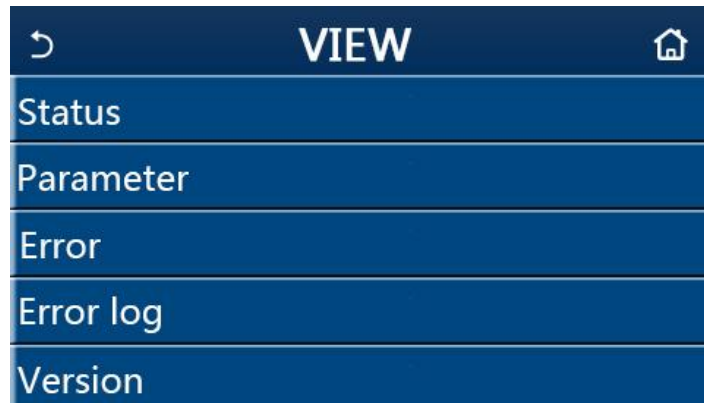 VIEW
Status
Parameter
Error
Error log
Version